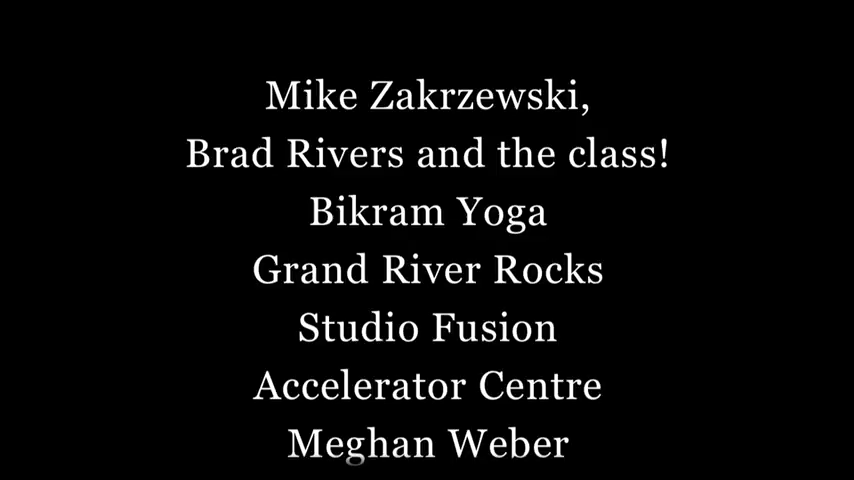 Mike Zakrzewski,
Brad Rivers and the class!
Bikram Yoga
Grand River Rocks
Studio Fusion
Accelerator Centre
Meghan Weber